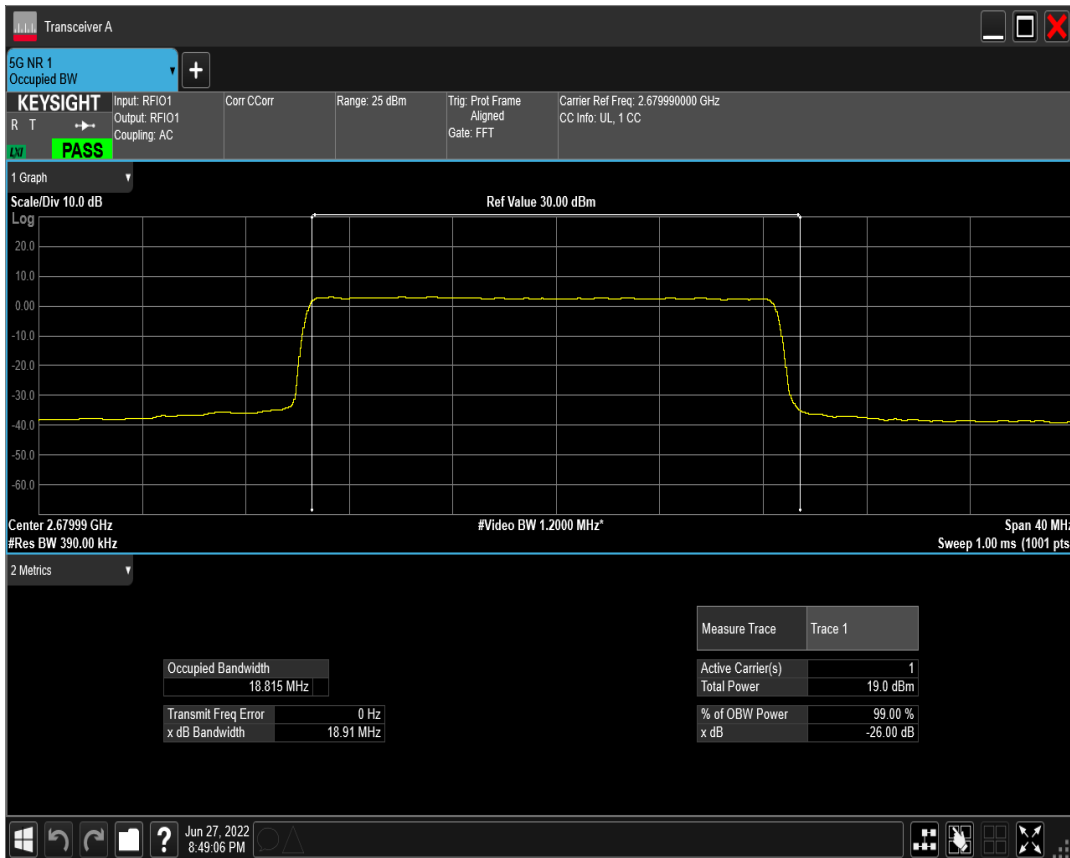 Transceiver A
5G NR 1
Occupied BW
+
KEYSIGHT
R T
LXI
PASS
Input: RFIO1
Output: RFIO1
Coupling: AC
Corr CCorr
Range: 25 dBm
Trig: Prot Frame
Aligned
Gate: FFT
Carrier Ref Freq: 2.679990000 GHz
CC Info: UL, 1 CC
1 Graph
Scale/Div 10.0 dB
Ref Value 30.00 dBm
Log
20.0
10.0
0.00
-10.0
-20.0
-30.0
-40.0
-50.0
-60.0
Center 2.67999 GHz
#Video BW 1.2000 MHz*
Span 40 MHz
#Res BW 390.00 kHz
Sweep 1.00 ms (1001 pts
2 Metrics
Measure Trace Trace 1
Occupied Bandwidth
18.815 MHz
Active Carrier(s) 1
Total Power 19.0 dBm
Transmit Freq Error 0 Hz
x dB Bandwidth 18.91 MHz
% of OBW Power 99.00 %
x dB -26.00 dB
?
Jun 27, 2022
8:49:06 PM